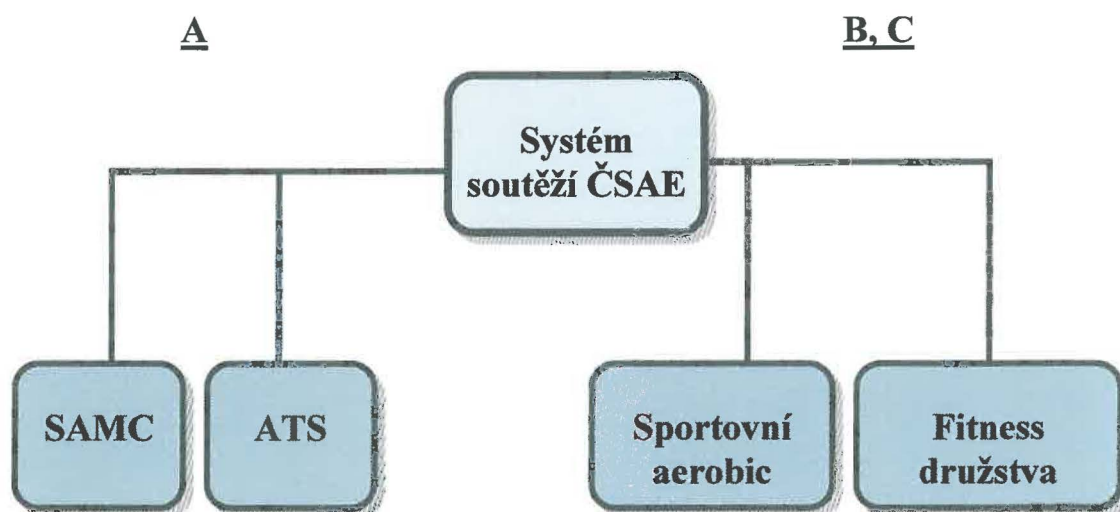 A
B, C
Systém
soutěží ČSAE
SAMC
ATS
Sportovní
aerobic
Fitness
družstva